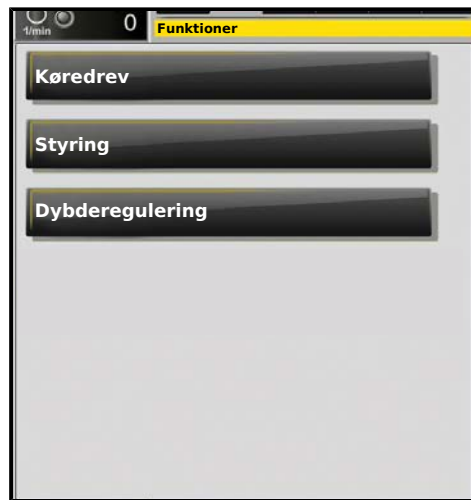 1/min
0
Funktioner
Køredrev
Styring
Dybderegulering